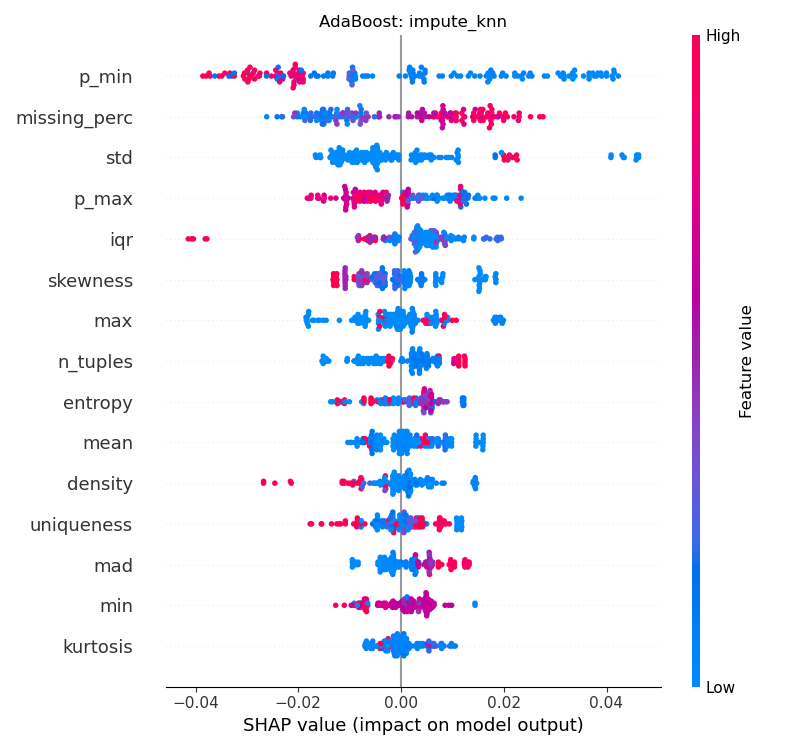 AdaBoost: impute_knn
High
p_min
missing_perc
std
p_max
iqr
skewness
max
n_tuples
entropy
mean
density
uniqueness
mad
min
kurtosis
Feature value
Low
−0.04 −0.02 0.00 0.02 0.04
SHAP value (impact on model output)